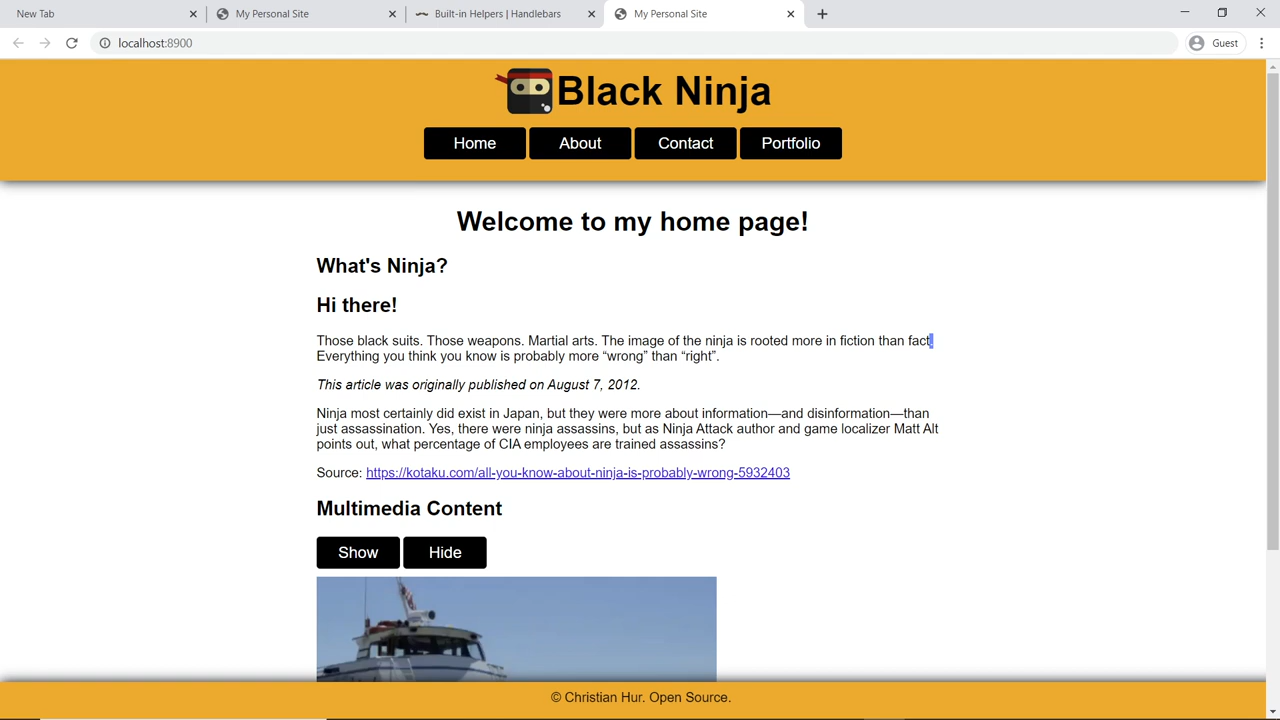 New Tab
My Personal Site
Built-in Helpers | Handlebars
My Personal Site
localhost:8900
Guest
Black Ninja
Home
About
Contact
Portfolio
Welcome to my home page!
What's Ninja?
Hi there!
Those black suits. Those weapons. Martial arts. The image of the ninja is rooted more in fiction than fact.
Everything you think you know is probably more “wrong” than “right”.
This article was originally published on August 7, 2012.
Ninja most certainly did exist in Japan, but they were more about information—and disinformation—than
just assassination. Yes, there were ninja assassins, but as Ninja Attack author and game localizer Matt Alt
points out, what percentage of CIA employees are trained assassins?
Source: https://kotaku.com/all-you-know-about-ninja-is-probably-wrong-5932403
Multimedia Content
Show
Hide
© Christian Hur. Open Source.